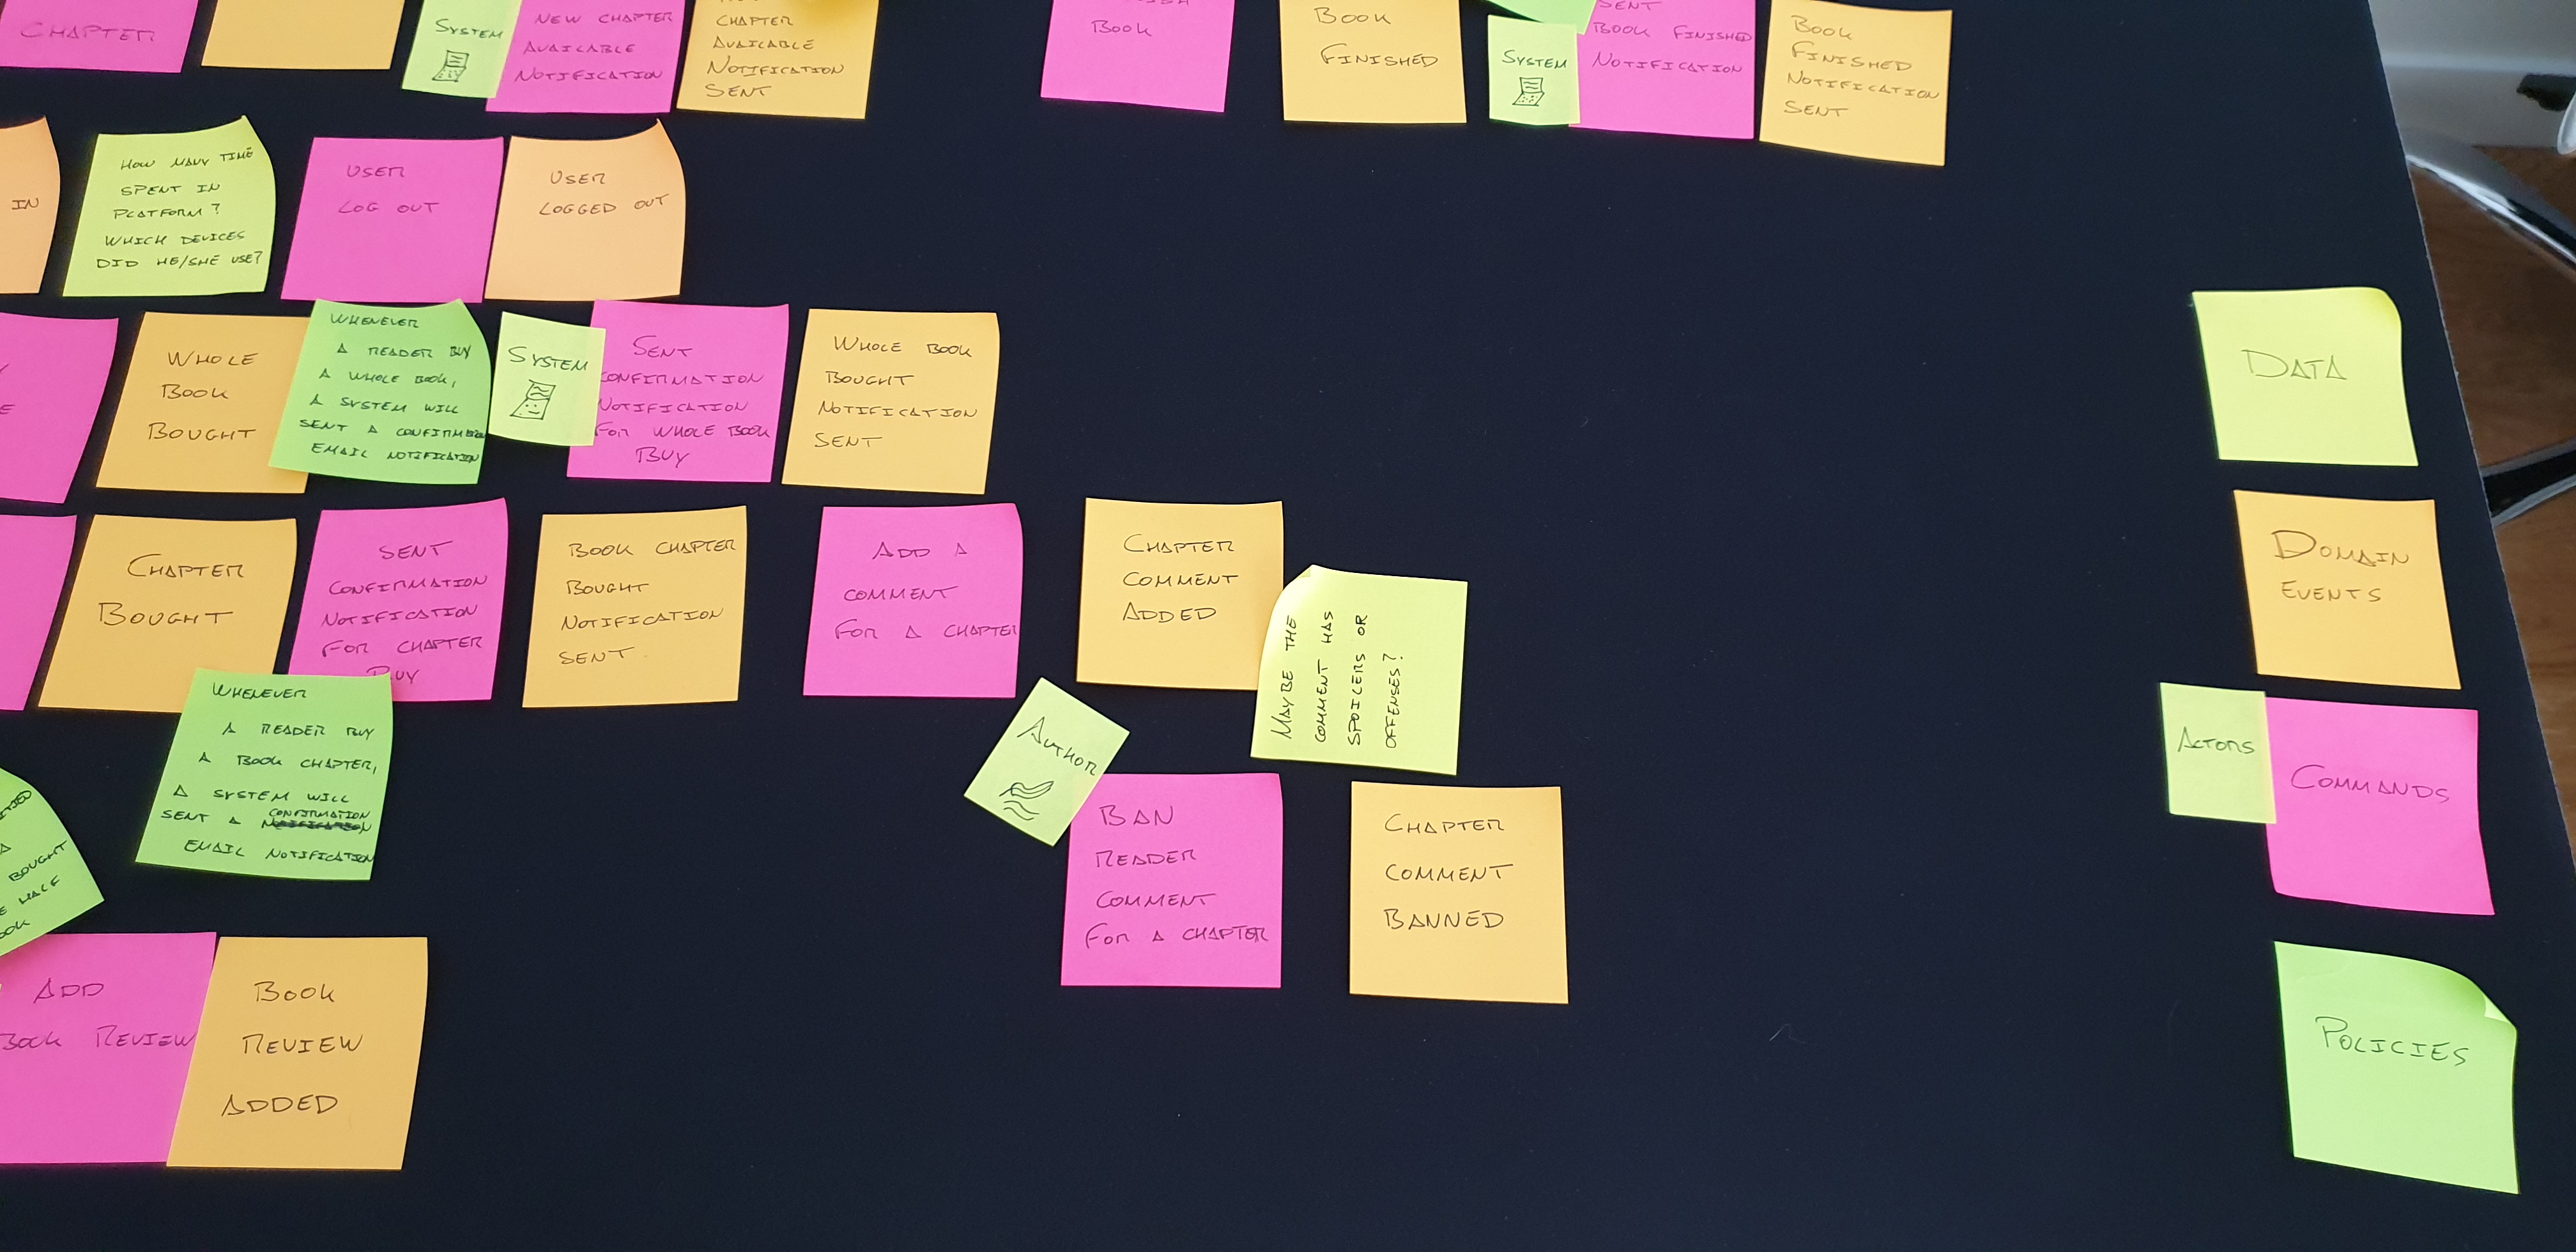 CHAPTER
SYSTEM
NEW CHAPTER
AVAILABLE
NOTIFICATION
CHAPTER
AVAILABLE
NOTIFICATION
SENT
BOOK
BOOK
FINISHED
SYSTEM
SENT
BOOK FINISHED
NOTIFICATION
BOOK
FINISHED
NOTIFICATION
SENT
IN
HOW MANY TIME
SPENT IN
PLATFORM?
WHICH DEVICES
DID HE/SHE USE?
USER
LOG OUT
USER
LOGGED OUT
E
WHOLE
BOOK
BOUGHT
WHENEVER
A READER BUY
A WHOLE BOOK,
A SYSTEM WILL
SENT A CONFIRMATION
EMAIL NOTIFICATION
SYSTEM
SENT
CONFIRMATION
NOTIFICATION
FOR WHOLE BOOK
BUY
WHOLE BOOK
BOUGHT
NOTIFICATION
SENT
DATA
CHAPTER
BOUGHT
SENT
CONFIRMATION
NOTIFICATION
FOR CHAPTER
BUY
BOOK CHAPTER
BOUGHT
NOTIFICATION
SENT
ADD A
COMMENT
FOR A CHAPTER
CHAPTER
COMMENT
ADDED
MAYBE THE
COMMENT HAS
SPOILERS OR
OFFENSES?
DOMAIN
EVENTS
WHENEVER
A READER BUY
A BOOK CHAPTER,
A SYSTEM WILL
CONFIRMATION
SENT A NOTIFICATION
EMAIL NOTIFICATION
AUTHOR
BAN
READER
COMMENT
FOR A CHAPTER
CHAPTER
COMMENT
BANNED
ACTORS
COMMANDS
A
BOUGHT
E HALF
OOK
ADD
BOOK REVIEW
BOOK
REVIEW
ADDED
POLICIES